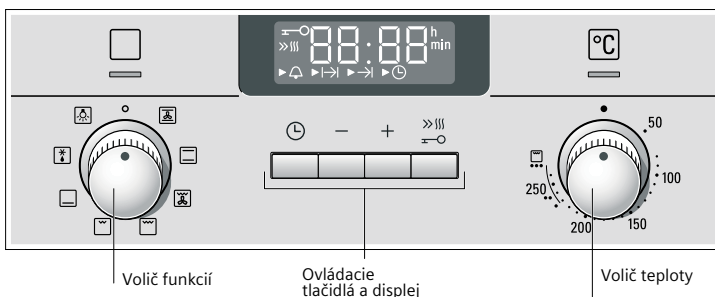 h
88:88 min
°C
− +
50
100
150
200
250
Volič funkcií
Ovládacie
tlačidlá a displej
Volič teploty